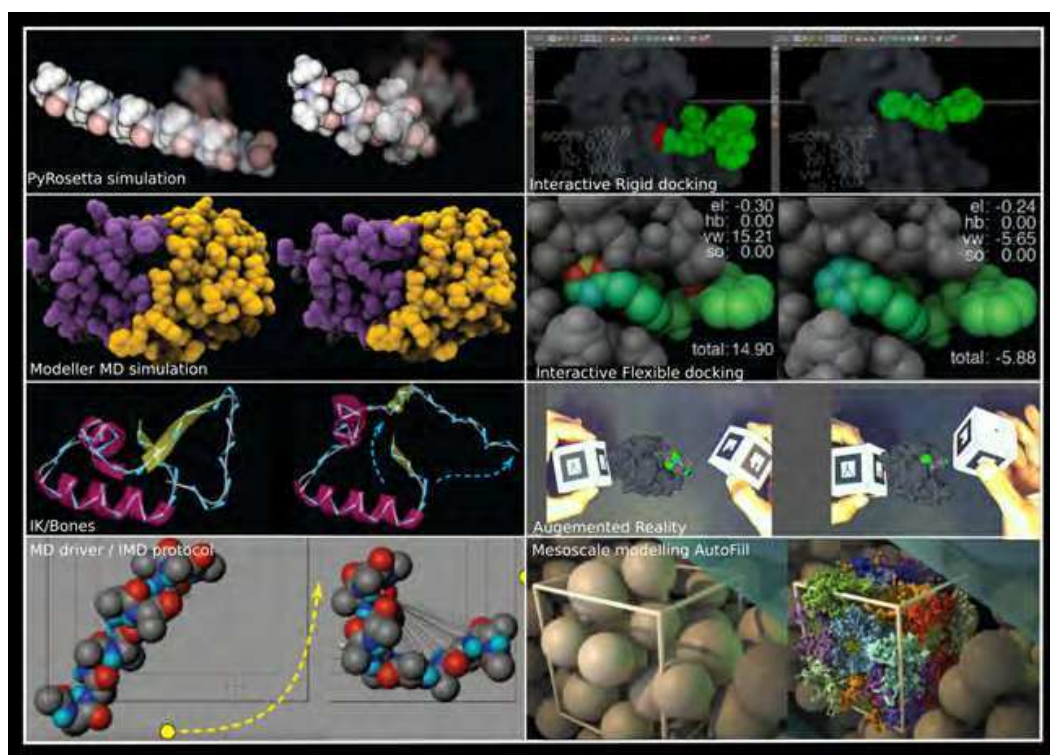 PyRosetta simulation
Interactive Rigid docking
Modeller MD simulation
el: -0.30
hb: 0.00
vw: 15.21
so: 0.00
total: 14.90
el: -0.24
hb: 0.00
vw: -5.65
so: 0.00
total: -5.88
Interactive Flexible docking
IK/Bones
Augemented Reality
MD driver / IMD protocol
Mesoscale modelling AutoFill